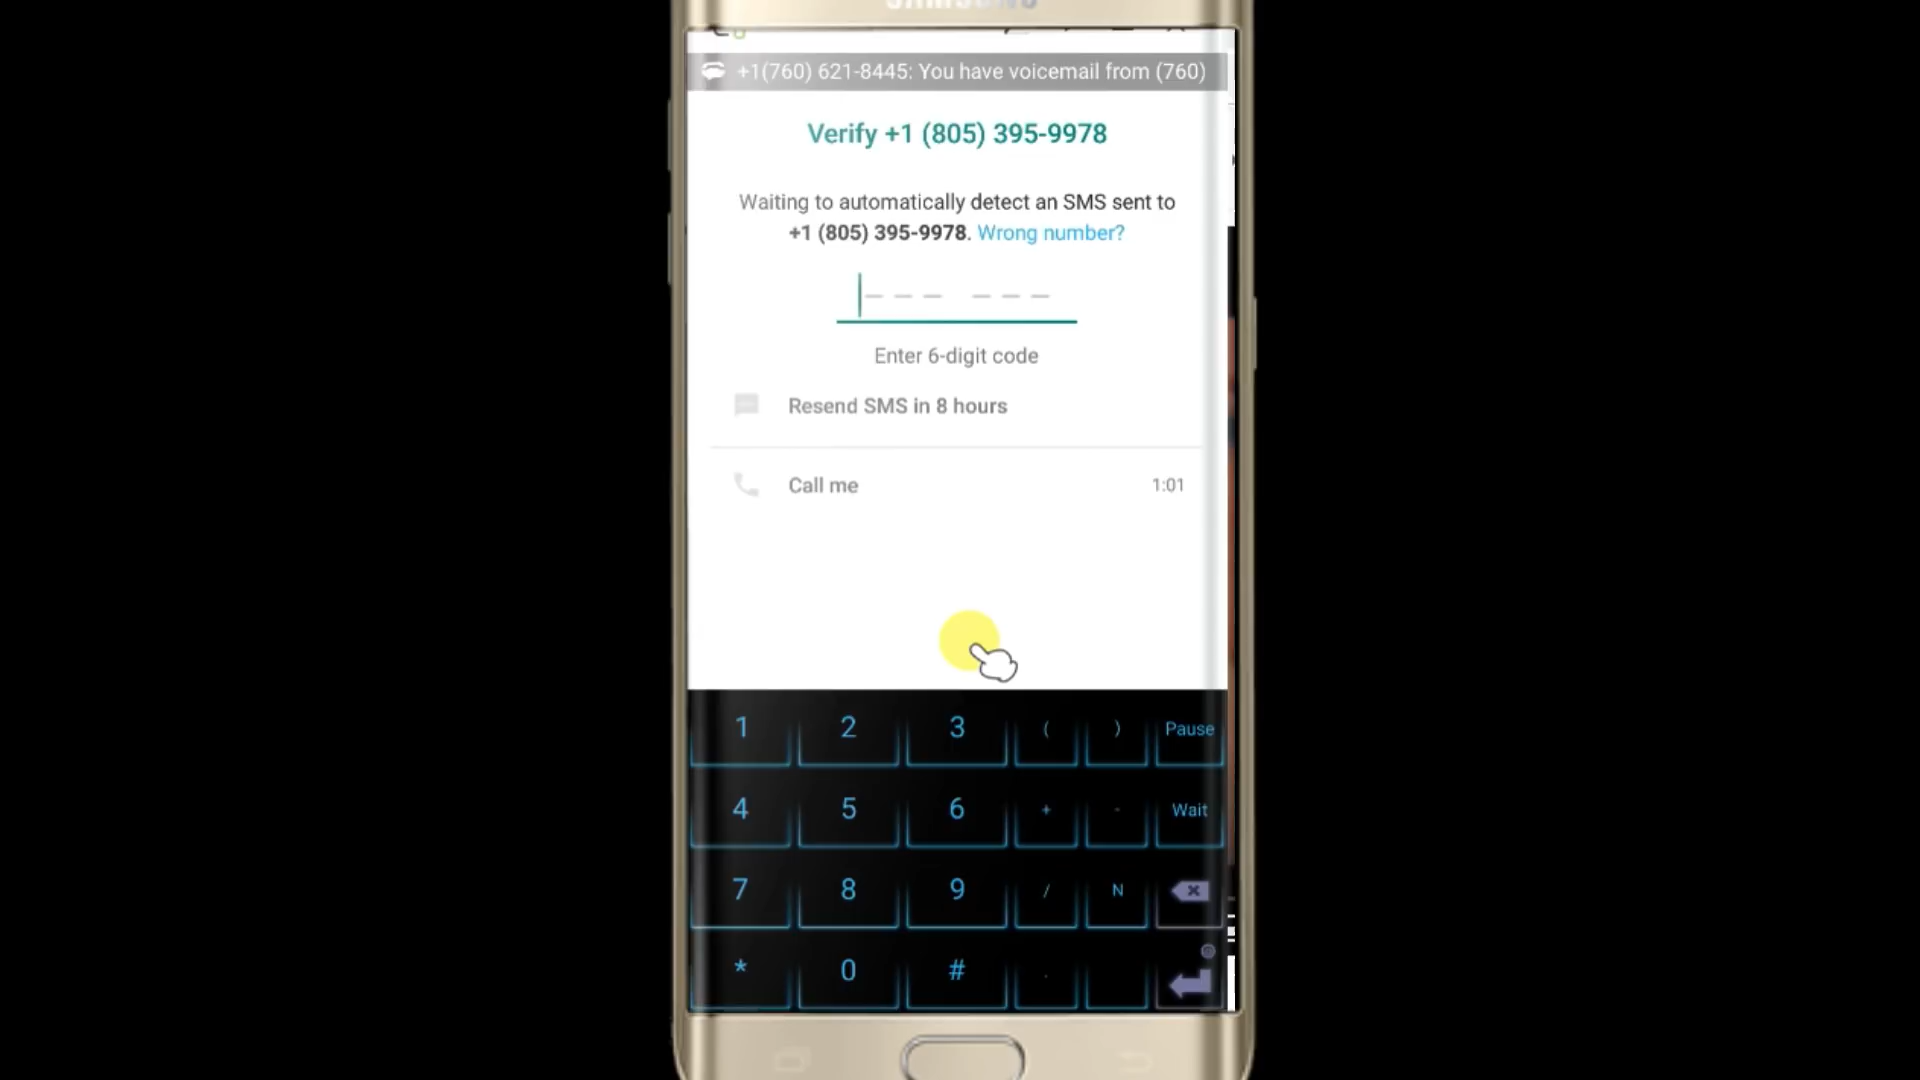 SAMSUNG
+1(760) 621-8445: You have voicemail from (760)
Verify +1 (805) 395-9978
Waiting to automatically detect an SMS sent to
+1 (805) 395-9978. Wrong number?
Enter 6-digit code
Resend SMS in 8 hours
Call me 1:01
1 2 3 ( ) Pause
4 5 6 + - Wait
7 8 9 / N
* 0 # .